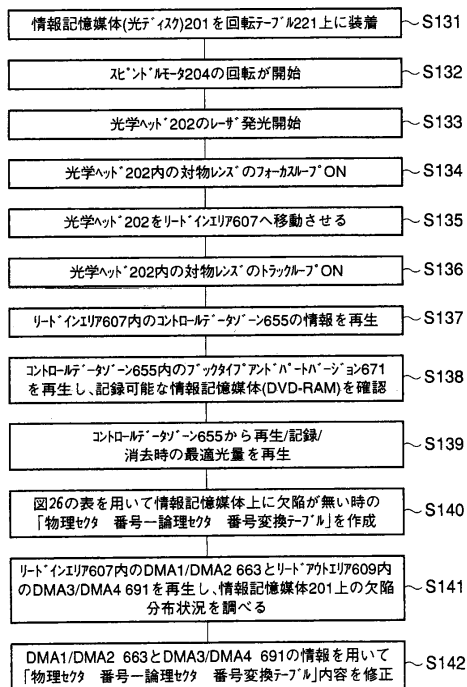 情報記憶媒体(光ディスク)201を回転テーブル221上に装着
S131
スピンドルモータ204の回転が開始
S132
光学ヘッド202のレーザ発光開始
S133
光学ヘッド202内の対物レンズのフォーカスループON
S134
光学ヘッド202をリードインエリア607へ移動させる
S135
光学ヘッド202内の対物レンズのトラックループON
S136
リードインエリア607内のコントロールデータゾーン655の情報を再生
S137
コントロールデータゾーン655内のブックタイプアンドパートバージョン671
を再生し、記録可能な情報記憶媒体(DVD-RAM)を確認
S138
コントロールデータゾーン655から再生/記録/
消去時の最適光量を再生
S139
図26の表を用いて情報記憶媒体上に欠陥が無い時の
「物理セクタ 番号ー論理セクタ 番号変換テーブル」を作成
S140
リードインエリア607内のDMA1/DMA2 663とリードアウトエリア609内
のDMA3/DMA4 691を再生し、情報記憶媒体201上の欠陥
分布状況を調べる
S141
DMA1/DMA2 663とDMA3/DMA4 691の情報を用いて
「物理セクタ 番号ー論理セクタ 番号変換テーブル」内容を修正
S142